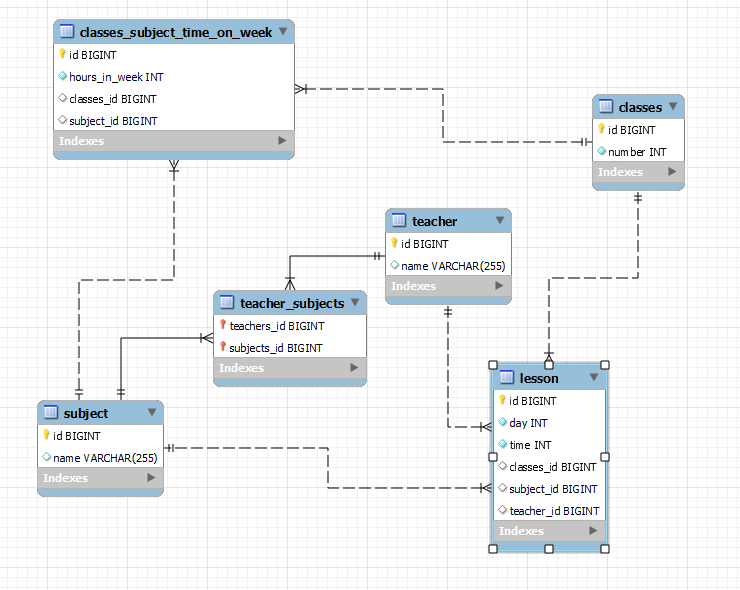 classes_subject_time_on_week
id BIGINT
hours_in_week INT
classes_id BIGINT
subject_id BIGINT
Indexes
classes
id BIGINT
number INT
Indexes
teacher
id BIGINT
name VARCHAR(255)
Indexes
teacher_subjects
teachers_id BIGINT
subjects_id BIGINT
Indexes
subject
id BIGINT
name VARCHAR(255)
Indexes
lesson
id BIGINT
day INT
time INT
classes_id BIGINT
subject_id BIGINT
teacher_id BIGINT
Indexes